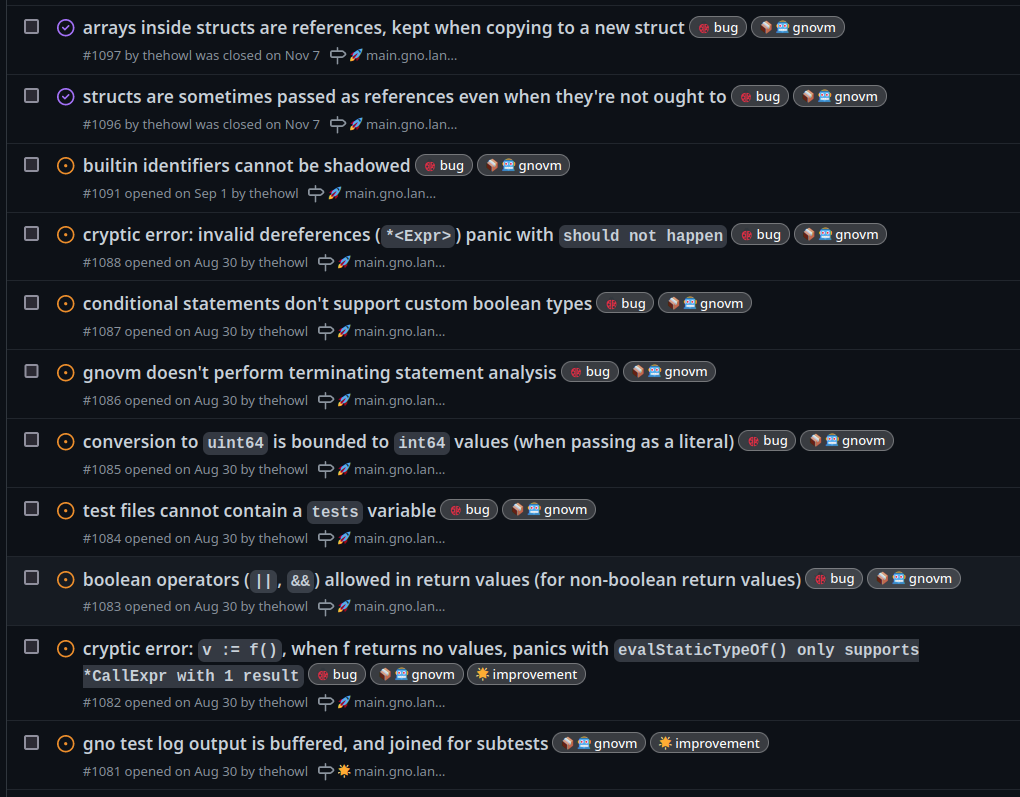 arrays inside structs are references, kept when copying to a new struct bug gnovm
#1097 by thehowl was closed on Nov 7 main.gno.lan...
structs are sometimes passed as references even when they're not ought to bug gnovm
#1096 by thehowl was closed on Nov 7 main.gno.lan...
builtin identifiers cannot be shadowed bug gnovm
#1091 opened on Sep 1 by thehowl main.gno.lan...
cryptic error: invalid dereferences (*<Expr>) panic with should not happen bug gnovm
#1088 opened on Aug 30 by thehowl main.gno.lan...
conditional statements don't support custom boolean types bug gnovm
#1087 opened on Aug 30 by thehowl main.gno.lan...
gnovm doesn't perform terminating statement analysis bug gnovm
#1086 opened on Aug 30 by thehowl main.gno.lan...
conversion to uint64 is bounded to int64 values (when passing as a literal) bug gnovm
#1085 opened on Aug 30 by thehowl main.gno.lan...
test files cannot contain a tests variable bug gnovm
#1084 opened on Aug 30 by thehowl main.gno.lan...
boolean operators (||, &&) allowed in return values (for non-boolean return values) bug gnovm
#1083 opened on Aug 30 by thehowl main.gno.lan...
cryptic error: v := f(), when f returns no values, panics with evalStaticTypeOf() only supports
*CallExpr with 1 result bug gnovm improvement
#1082 opened on Aug 30 by thehowl main.gno.lan...
gno test log output is buffered, and joined for subtests gnovm improvement
#1081 opened on Aug 30 by thehowl main.gno.lan...